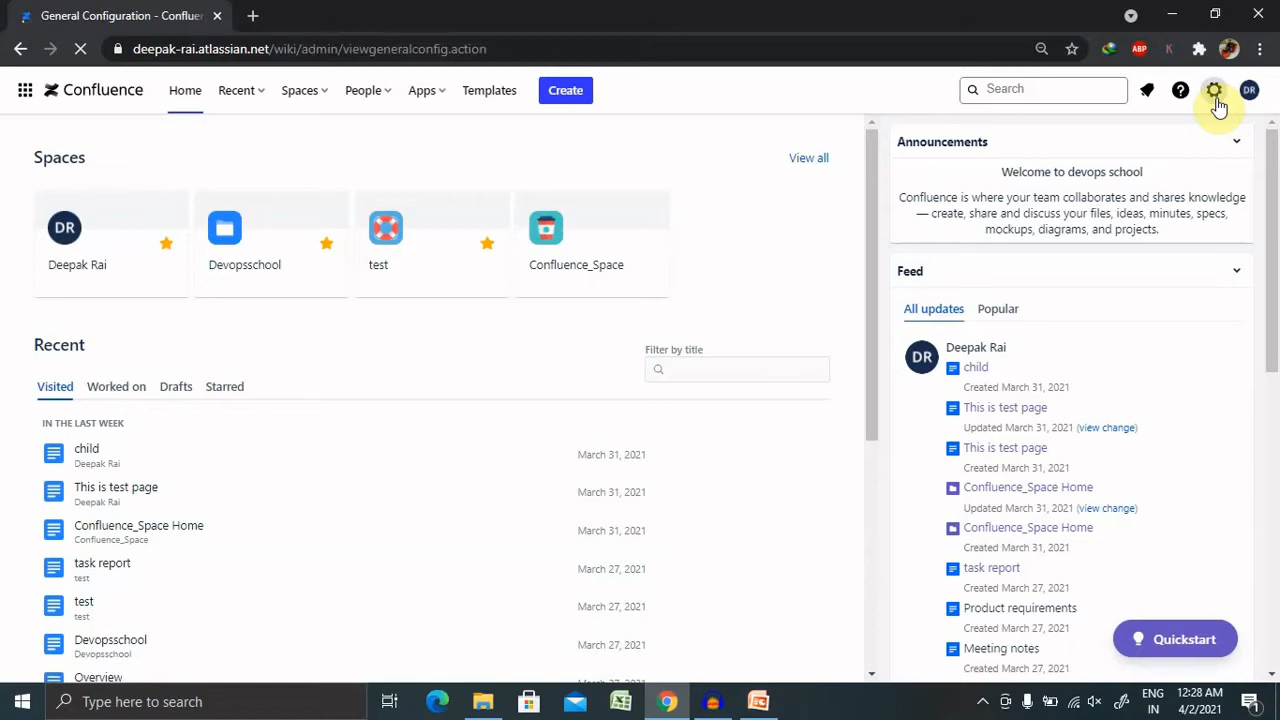 General Configuration - Conflue
deepak-rai.atlassian.net/wiki/admin/viewgeneralconfig.action
ABP
K
Confluence
Home
Recent
Spaces
People
Apps
Templates
Create
Search
DR
Spaces
View all
DR
Deepak Rai
Devopsschool
test
Confluence_Space
Recent
Filter by title
Visited
Worked on
Drafts
Starred
IN THE LAST WEEK
child
Deepak Rai
March 31, 2021
This is test page
Deepak Rai
March 31, 2021
Confluence_Space Home
Confluence_Space
March 31, 2021
task report
test
March 27, 2021
test
test
March 27, 2021
Devopsschool
Devopsschool
March 27, 2021
Overview
Announcements
Welcome to devops school
Confluence is where your team collaborates and shares knowledge
— create, share and discuss your files, ideas, minutes, specs,
mockups, diagrams, and projects.
Feed
All updates
Popular
DR
Deepak Rai
child
Created March 31, 2021
This is test page
Updated March 31, 2021 (view change)
This is test page
Created March 31, 2021
Confluence_Space Home
Updated March 31, 2021 (view change)
Confluence_Space Home
Created March 31, 2021
task report
Created March 27, 2021
Product requirements
Created March 27, 2021
Meeting notes
Created March 27, 2021
Quickstart
Type here to search
ENG
IN
12:28 AM
4/2/2021
1